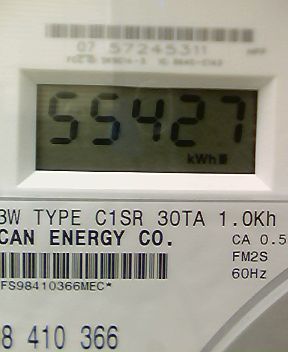 07 57245311
55427
kWh
3W TYPE C1SR 30TA 1.0Kh
CAN ENERGY CO.
CA 0.5
FM2S
60Hz
FS98410366MEC*
8 410 366